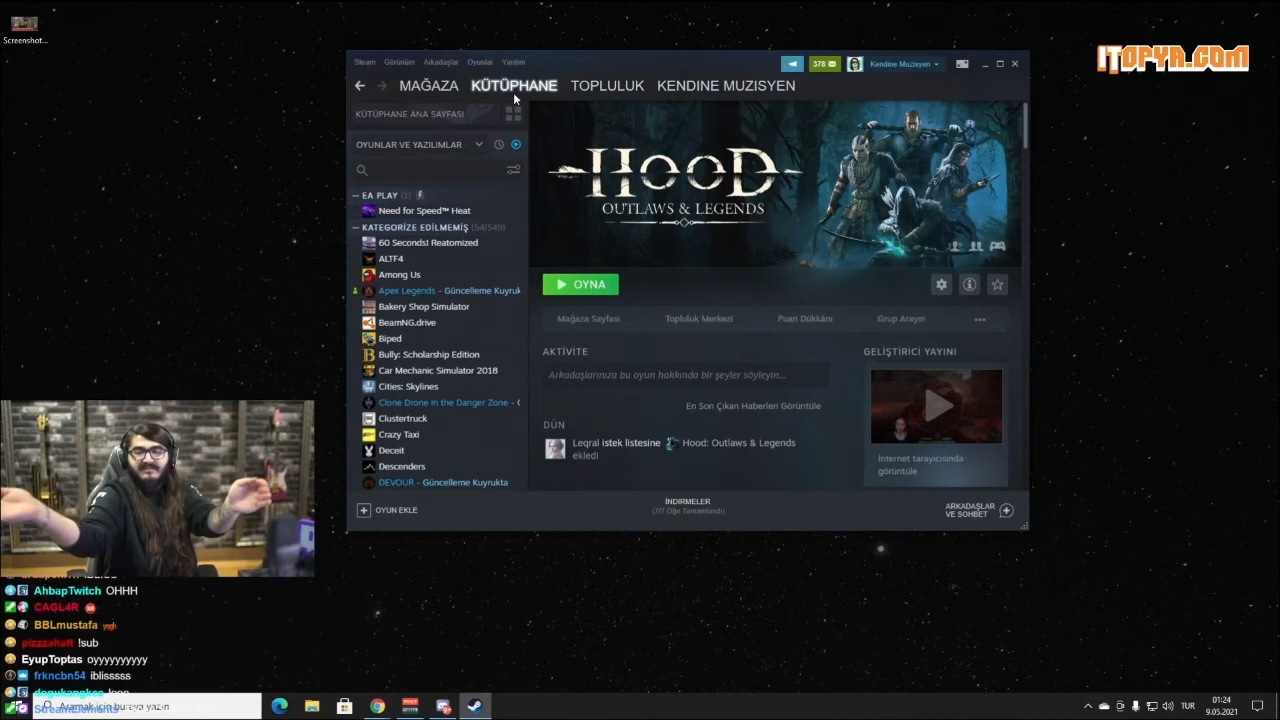 Screenshot...
ITOPYA.COM
Steam Görünüm Arkadaşlar Oyunlar Yardım
378
Kendine Muzisyen
MAĞAZA KÜTÜPHANE TOPLULUK KENDINE MUZISYEN
KÜTÜPHANE ANA SAYFASI
OYUNLAR VE YAZILIMLAR
EA PLAY (1)
Need for Speed™ Heat
KATEGORİZE EDİLMEMİŞ (54/549)
60 Seconds! Reatomized
ALTF4
Among Us
Apex Legends - Güncelleme Kuyruk
Bakery Shop Simulator
BeamNG.drive
Biped
Bully: Scholarship Edition
Car Mechanic Simulator 2018
Cities: Skylines
Clone Drone in the Danger Zone -
Clustertruck
Crazy Taxi
Deceit
Descenders
DEVOUR - Güncelleme Kuyrukta
HOOD
OUTLAWS & LEGENDS
OYNA
Mağaza Sayfası Topluluk Merkezi Puan Dükkânı Grup Arayın
AKTİVİTE
Arkadaşlarınıza bu oyun hakkında bir şeyler söyleyin...
En Son Çıkan Haberleri Görüntüle
DÜN
Leqral istek listesine Hood: Outlaws & Legends
ekledi
GELİŞTİRİCİ YAYINI
İnternet tarayıcısında
görüntüle
OYUN EKLE
İNDİRMELER
(7/7 Öğe Tamamlandı)
ARKADAŞLAR
VE SOHBET
AhbapTwitch OHHH
CAGL4R
BBLmustafa
pizzzahatt !sub
EyupToptas oyyyyyyyyy
frkncbn54 iblisssss
StreamElements
Aramak için buraya yazın
TUR
01:24
9.05.2021